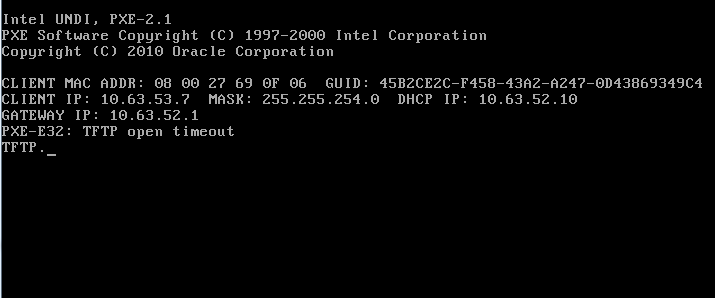 Intel UNDI, PXE-2.1
PXE Software Copyright (C) 1997-2000 Intel Corporation
Copyright (C) 2010 Oracle Corporation
CLIENT MAC ADDR: 08 00 27 69 0F 06  GUID: 45B2CE2C-F458-43A2-A247-0D43869349C4
CLIENT IP: 10.63.53.7  MASK: 255.255.254.0  DHCP IP: 10.63.52.10
GATEWAY IP: 10.63.52.1
PXE-E32: TFTP open timeout
TFTP._